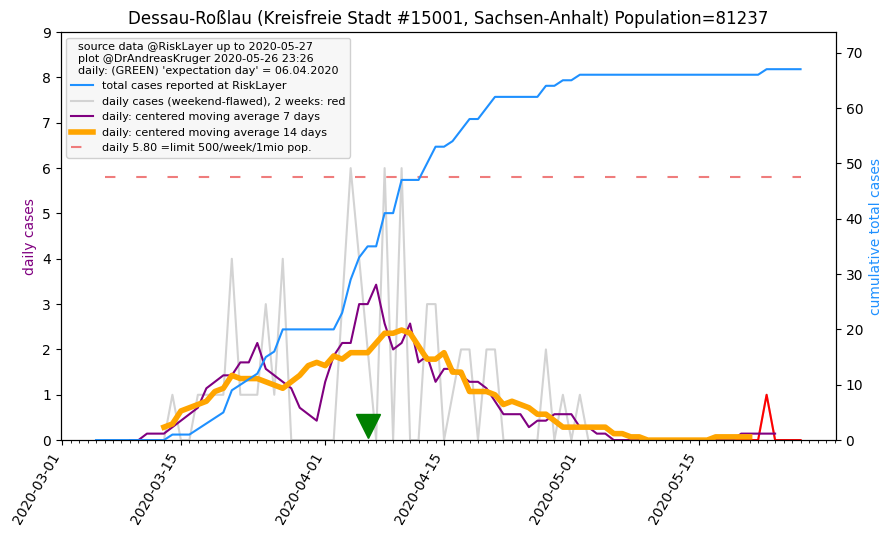 Dessau-Roßlau (Kreisfreie Stadt #15001, Sachsen-Anhalt) Population=81237
source data @RiskLayer up to 2020-05-27
plot @DrAndreasKruger 2020-05-26 23:26
daily: (GREEN) 'expectation day' = 06.04.2020
total cases reported at RiskLayer
daily cases (weekend-flawed), 2 weeks: red
daily: centered moving average 7 days
daily: centered moving average 14 days
daily 5.80 =limit 500/week/1mio pop.
daily cases
9
8
7
6
5
4
3
2
1
0
cumulative total cases
70
60
50
40
30
20
10
0
2020-03-01
2020-03-15
2020-04-01
2020-04-15
2020-05-01
2020-05-15